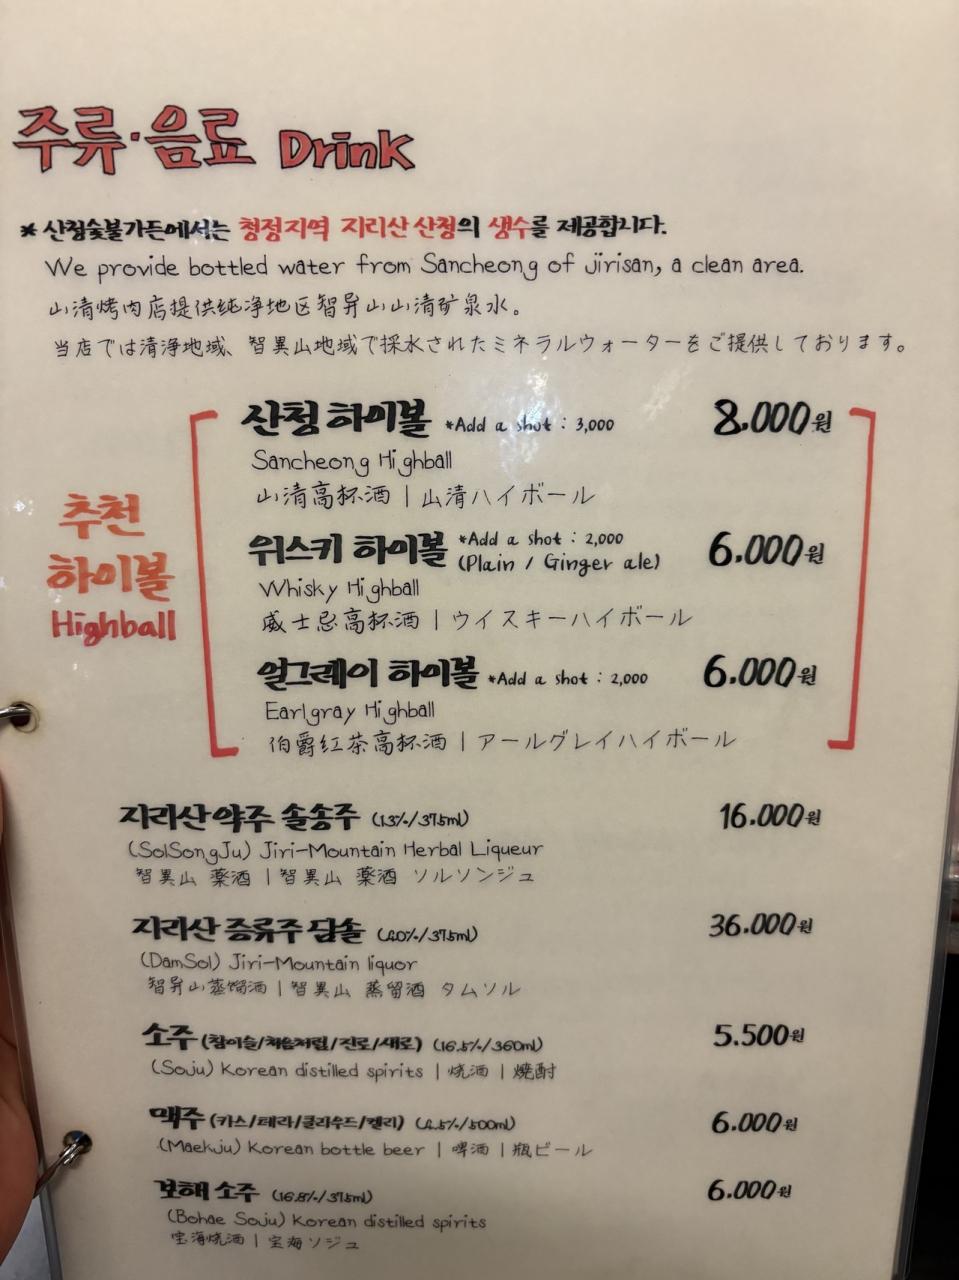 주류·음료 Drink
* 산청숯불가든에서는 청정지역 지리산 산청의 생수를 제공합니다.
We provide bottled water from Sancheong of jirisan, a clean area.
山清烤肉店提供纯净地区智异山山清矿泉水。
当店では清浄地域、智異山地域で採水されたミネラルウォーターをご提供しております。
추천
하이볼
Highball
산청 하이볼 *Add a shot : 3,000 8.000원
Sancheong Highball
山清高杯酒 | 山清ハイボール
위스키 하이볼 *Add a shot : 2,000 (Plain / Ginger ale) 6.000원
Whisky Highball
威士忌高杯酒 | ウイスキーハイボール
얼그레이 하이볼 *Add a shot : 2,000 6.000원
Earlgray Highball
伯爵红茶高杯酒 | アールグレイハイボール
지리산 약주 솔송주 (13%/375ml) 16.000원
(SolSongJu) Jiri-Mountain Herbal Liqueur
智異山 薬酒 | 智異山 薬酒 ソルソンジュ
지리산 증류주 담솔 (40%/375ml) 36.000원
(DamSol) Jiri-Mountain liquor
智异山蒸馏酒 | 智異山 蒸留酒 タムソル
소주 (참이슬/처음처럼/진로/새로) (16.5%/360ml) 5.500원
(Soju) Korean distilled spirits | 烧酒 | 焼酎
맥주 (카스/테라/클라우드/켈리) (4.5%/500ml) 6.000원
(Maekju) Korean bottle beer | 啤酒 | 瓶ビール
보해 소주 (16.8%/375ml) 6.000원
(Bohae Soju) Korean distilled spirits
宝海烧酒 | 宝海ソジュ